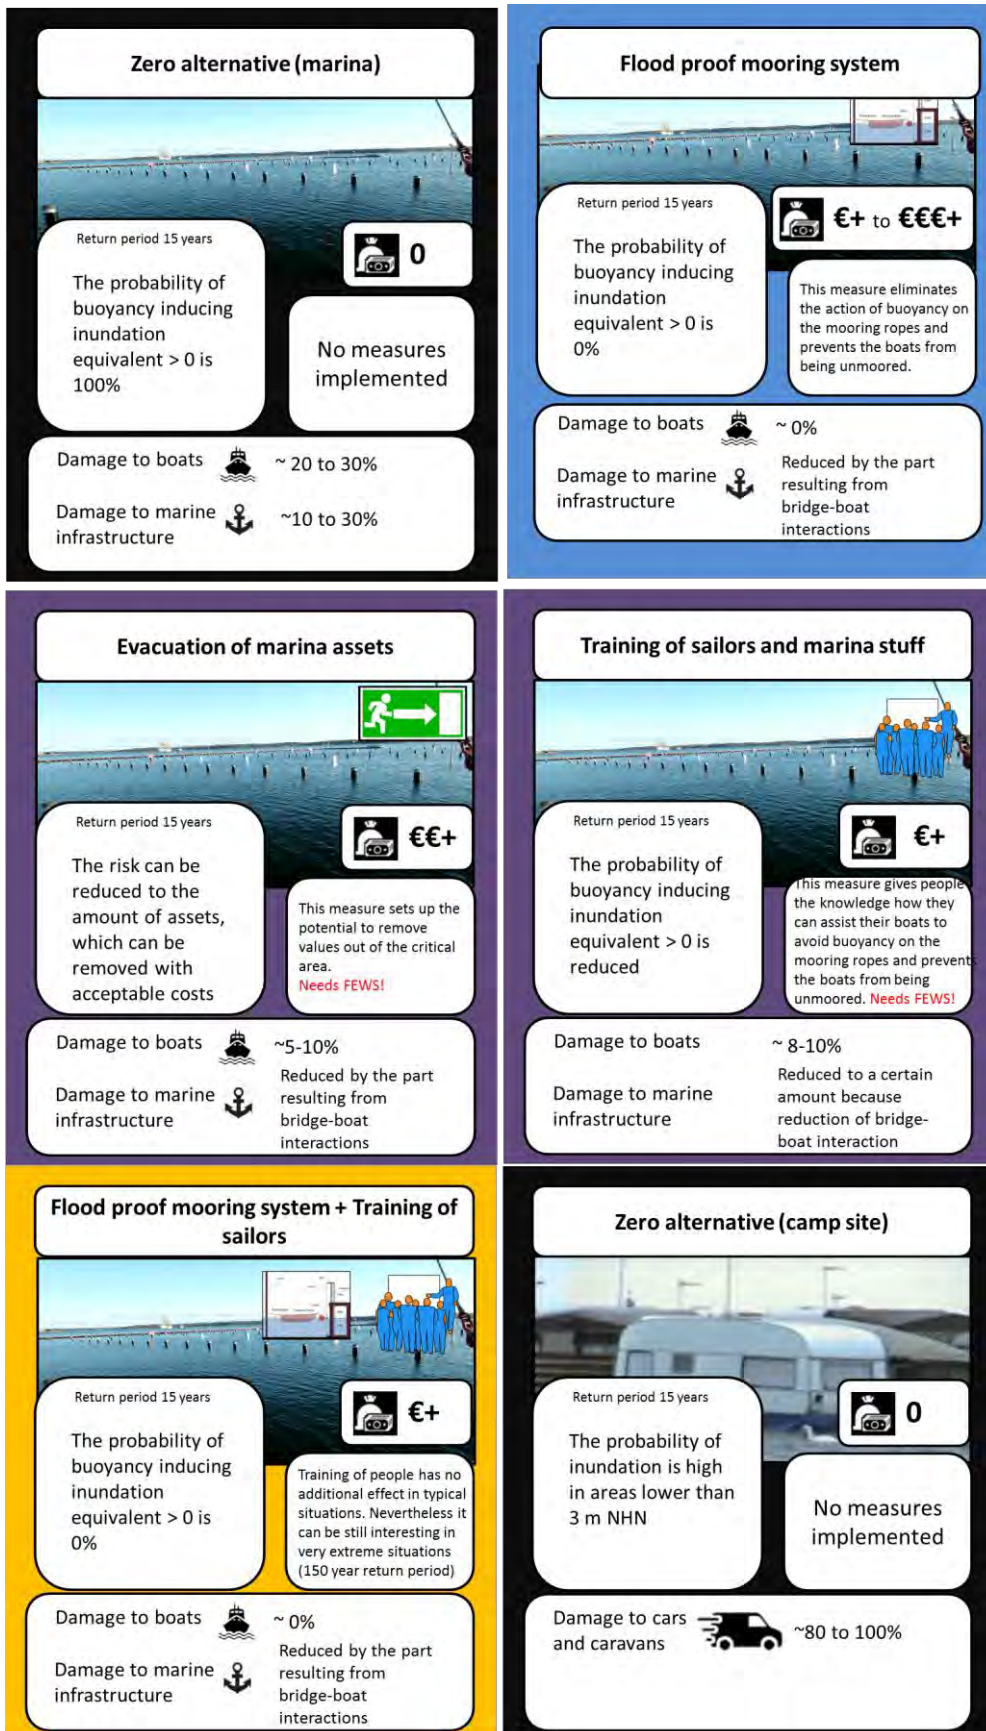 Zero alternative (marina)
Return period 15 years
The probability of
buoyancy inducing
inundation
equivalent > 0 is
100%
0
No measures
implemented
Damage to boats
~ 20 to 30%
Damage to marine
infrastructure
~10 to 30%
Flood proof mooring system
Return period 15 years
The probability of
buoyancy inducing
inundation
equivalent > 0 is
0%
€+ to €€€+
This measure eliminates
the action of buoyancy on
the mooring ropes and
prevents the boats from
being unmoored.
Damage to boats
~ 0%
Damage to marine
infrastructure
Reduced by the part
resulting from
bridge-boat
interactions
Evacuation of marina assets
Return period 15 years
The risk can be
reduced to the
amount of assets,
which can be
removed with
acceptable costs
€€+
This measure sets up the
potential to remove
values out of the critical
area.
Needs FEWS!
Damage to boats
~5-10%
Damage to marine
infrastructure
Reduced by the part
resulting from
bridge-boat
interactions
Training of sailors and marina stuff
Return period 15 years
The probability of
buoyancy inducing
inundation
equivalent > 0 is
reduced
€+
This measure gives people
the knowledge how they
can assist their boats to
avoid buoyancy on the
mooring ropes and prevents
the boats from being
unmoored. Needs FEWS!
Damage to boats
~ 8-10%
Damage to marine
infrastructure
Reduced to a certain
amount because
reduction of bridge-
boat interaction
Flood proof mooring system + Training of
sailors
Return period 15 years
The probability of
buoyancy inducing
inundation
equivalent > 0 is
0%
€+
Training of people has no
additional effect in typical
situations. Nevertheless it
can be still interesting in
very extreme situations
(150 year return period)
Damage to boats
~ 0%
Damage to marine
infrastructure
Reduced by the part
resulting from
bridge-boat
interactions
Zero alternative (camp site)
Return period 15 years
The probability of
inundation is high
in areas lower than
3 m NHN
0
No measures
implemented
Damage to cars
and caravans
~80 to 100%